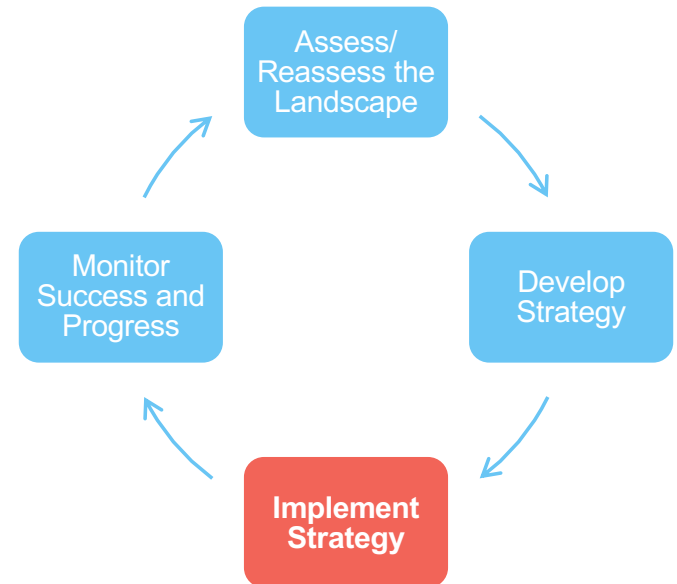 Assess/
Reassess the
Landscape
Develop
Strategy
Implement
Strategy
Monitor
Success and
Progress